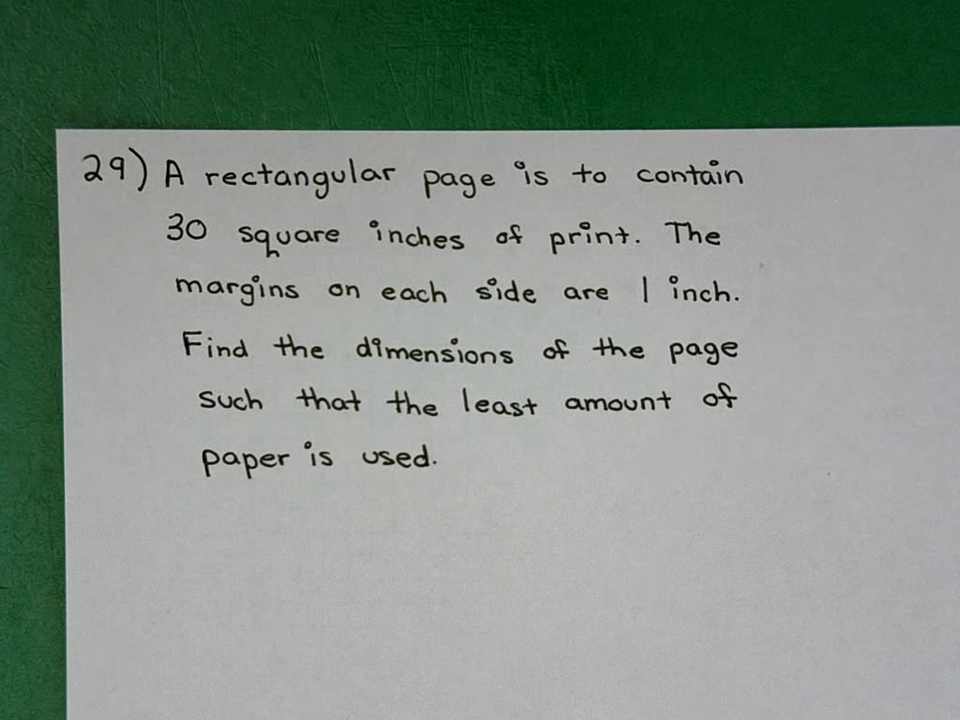 29) A rectangular page is to contain
30 square inches of print. The
margins on each side are 1 inch.
Find the dimensions of the page
such that the least amount of
paper is used.